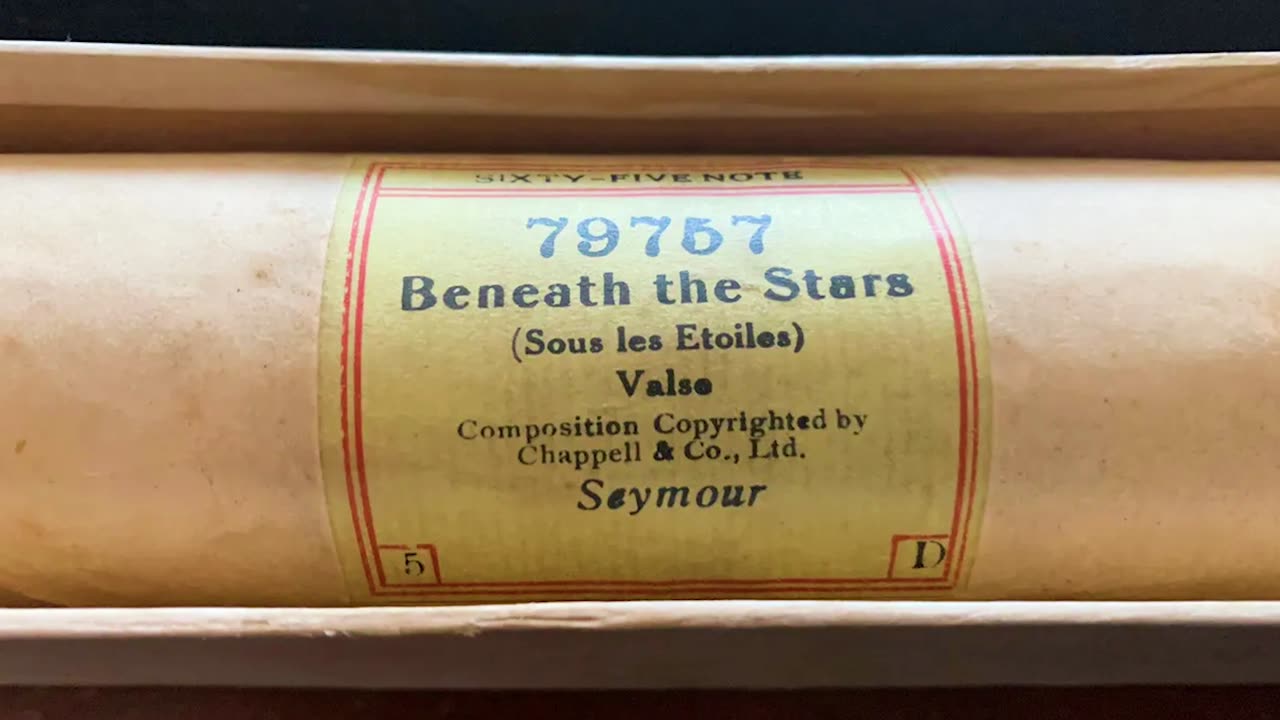 SIXTY-FIVE NOTE
79757
Beneath the Stars
(Sous les Etoiles)
Valse
Composition Copyrighted by
Chappell & Co., Ltd.
Seymour
5 D